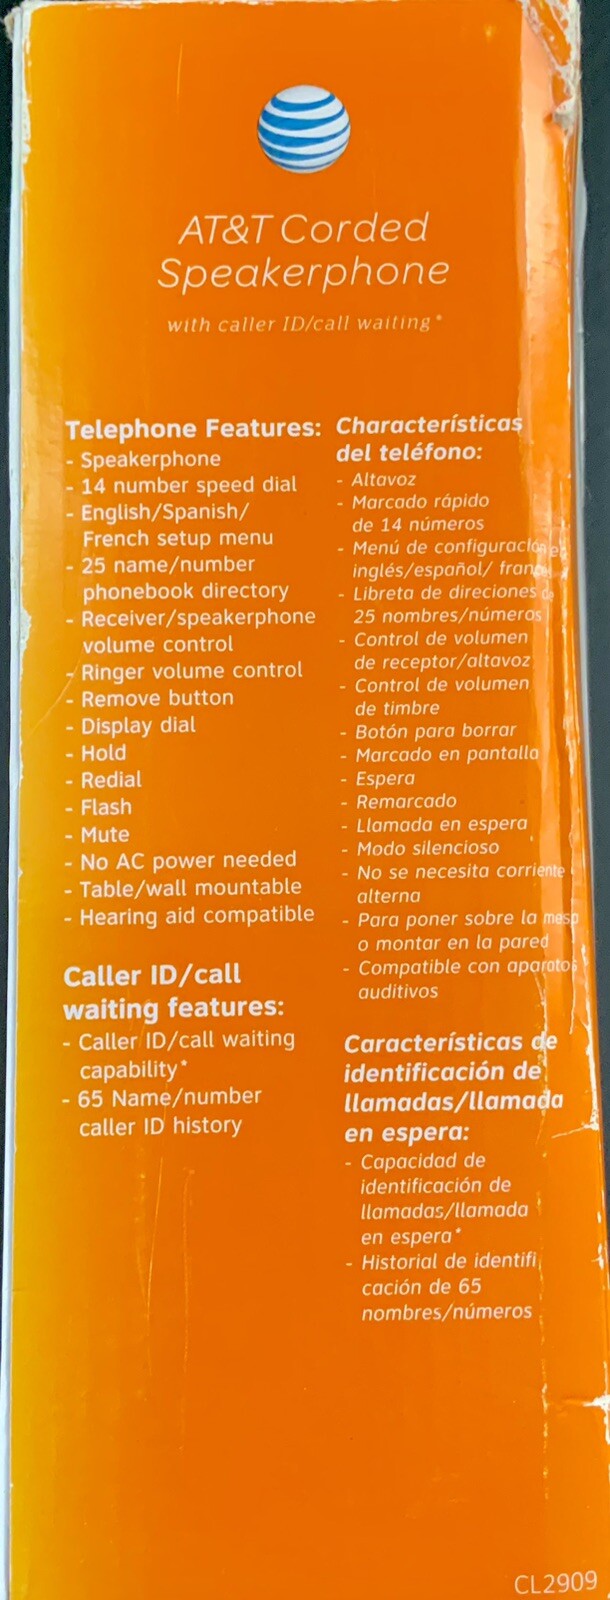 AT&T Corded
Speakerphone
with caller ID/call waiting*
Telephone Features:
- Speakerphone
- 14 number speed dial
- English/Spanish/
French setup menu
- 25 name/number
phonebook directory
- Receiver/speakerphone
volume control
- Ringer volume control
- Remove button
- Display dial
- Hold
- Redial
- Flash
- Mute
- No AC power needed
- Table/wall mountable
- Hearing aid compatible
Caller ID/call
waiting features:
- Caller ID/call waiting
capability*
- 65 Name/number
caller ID history
Characterísticas
del teléfono:
- Altavoz
- Marcado rápido
de 14 números
- Menú de configuración en
inglés/español/
- Libreta de direciones de
25 nombres/números
- Control de volumen
de receptor/altavoz
- Control de volumen
de timbre
- Botón para borrar
- Marcado en pantalla
- Espera
- Remarcado
- Llamada en espera
- Modo silencioso
- No se necesita corriente
alterna
- Para poner sobre la mesa
o montar en la pared
- Compatible con aparatos
auditivos
Características de
identificación de
llamadas/llamada
en espera:
- Capacidad de
identificación de
llamadas/llamada
en espera*
- Historial de identifi
cación de 65
nombres/números
CL2909